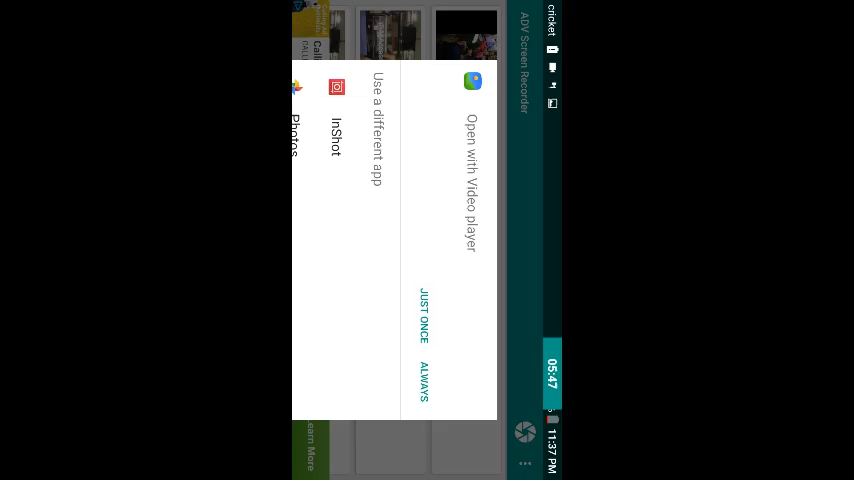 cricket
05:47
11:37 PM
ADV Screen Recorder
Open with Video player
JUST ONCE
ALWAYS
Use a different app
InShot
Photos
Learn More